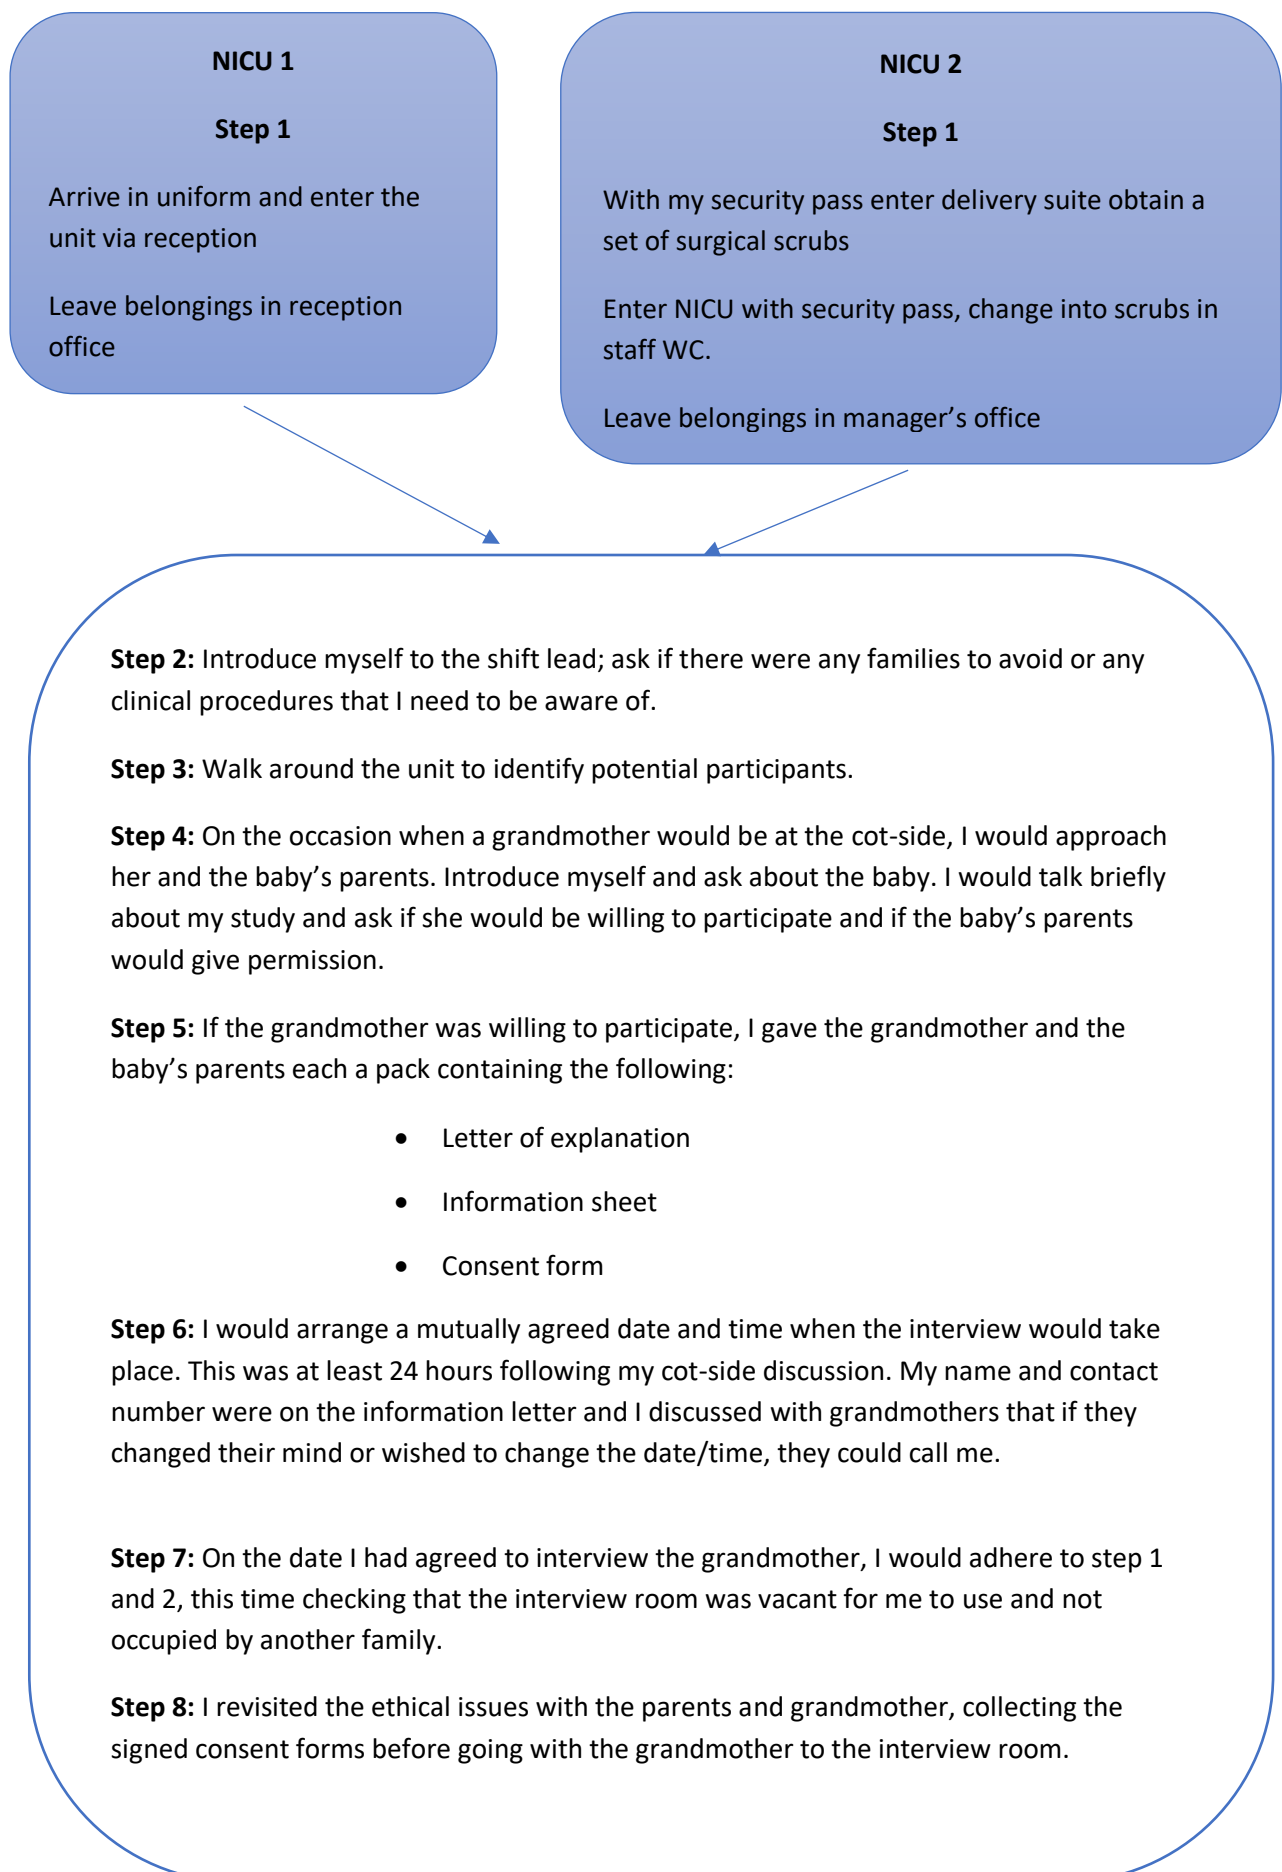 NICU 1
Step 1
Arrive in uniform and enter the
unit via reception
Leave belongings in reception
office
NICU 2
Step 1
With my security pass enter delivery suite obtain a
set of surgical scrubs
Enter NICU with security pass, change into scrubs in
staff WC.
Leave belongings in manager’s office
Step 2: Introduce myself to the shift lead; ask if there were any families to avoid or any
clinical procedures that I need to be aware of.
Step 3: Walk around the unit to identify potential participants.
Step 4: On the occasion when a grandmother would be at the cot-side, I would approach
her and the baby’s parents. Introduce myself and ask about the baby. I would talk briefly
about my study and ask if she would be willing to participate and if the baby’s parents
would give permission.
Step 5: If the grandmother was willing to participate, I gave the grandmother and the
baby’s parents each a pack containing the following:
• Letter of explanation
• Information sheet
• Consent form
Step 6: I would arrange a mutually agreed date and time when the interview would take
place. This was at least 24 hours following my cot-side discussion. My name and contact
number were on the information letter and I discussed with grandmothers that if they
changed their mind or wished to change the date/time, they could call me.
Step 7: On the date I had agreed to interview the grandmother, I would adhere to step 1
and 2, this time checking that the interview room was vacant for me to use and not
occupied by another family.
Step 8: I revisited the ethical issues with the parents and grandmother, collecting the
signed consent forms before going with the grandmother to the interview room.